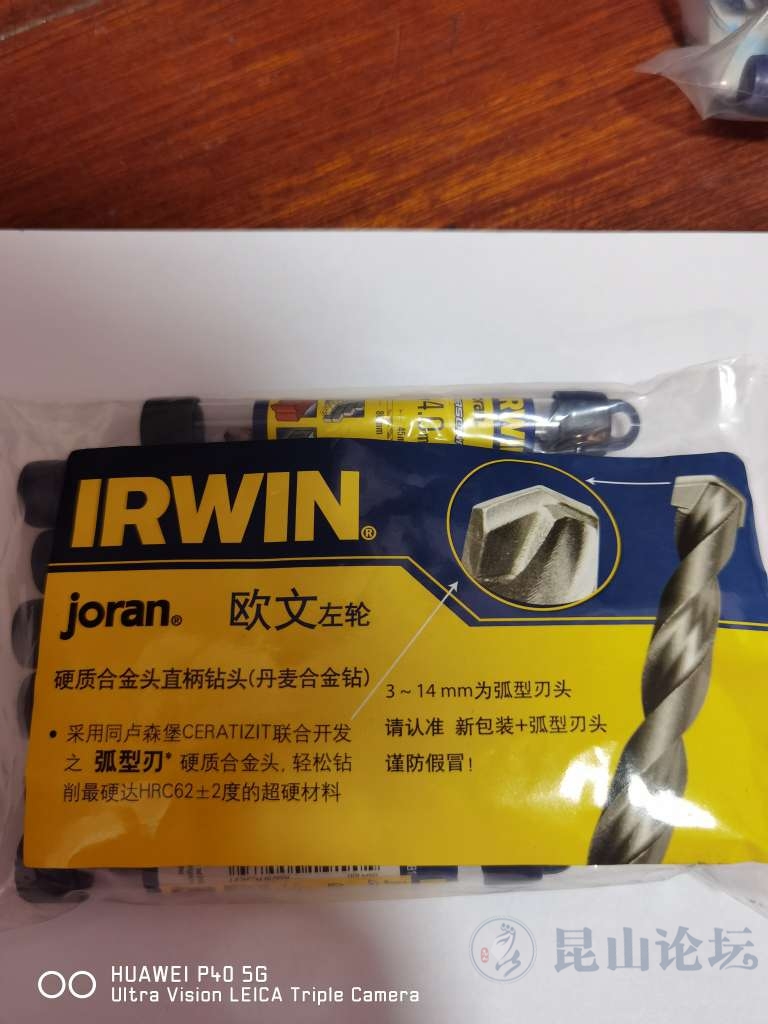 IRWIN®
joran® 欧文左轮
硬质合金头直柄钻头(丹麦合金钻)
• 采用同卢森堡CERATIZIT联合开发
之 弧型刃® 硬质合金头, 轻松钻
削最硬达HRC62±2度的超硬材料
3~14mm为弧型刃头
请认准 新包装+弧型刃头
谨防假冒!
昆山论坛
HUAWEI P40 5G
Ultra Vision LEICA Triple Camera